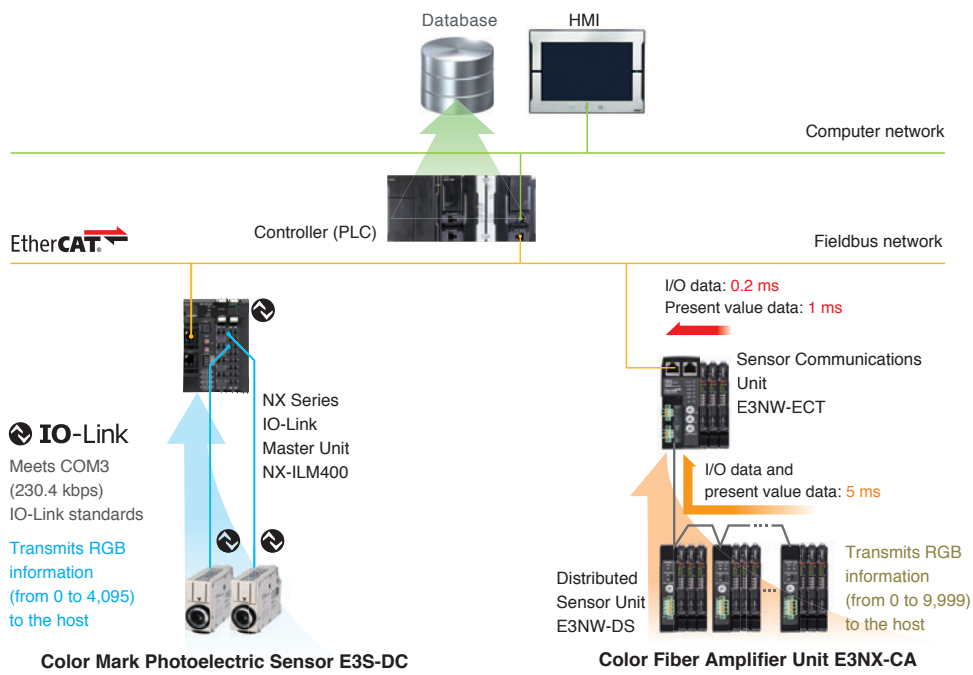 Database
HMI
Computer network
Controller (PLC)
EtherCAT.
Fieldbus network
I/O data: 0.2 ms
Present value data: 1 ms
Sensor Communications
Unit
E3NW-ECT
NX Series
IO-Link
Master Unit
NX-ILM400
IO-Link
Meets COM3
(230.4 kbps)
IO-Link standards
Transmits RGB
information
(from 0 to 4,095)
to the host
I/O data and
present value data: 5 ms
Distributed
Sensor Unit
E3NW-DS
Transmits RGB
information
(from 0 to 9,999)
to the host
Color Mark Photoelectric Sensor E3S-DC
Color Fiber Amplifier Unit E3NX-CA